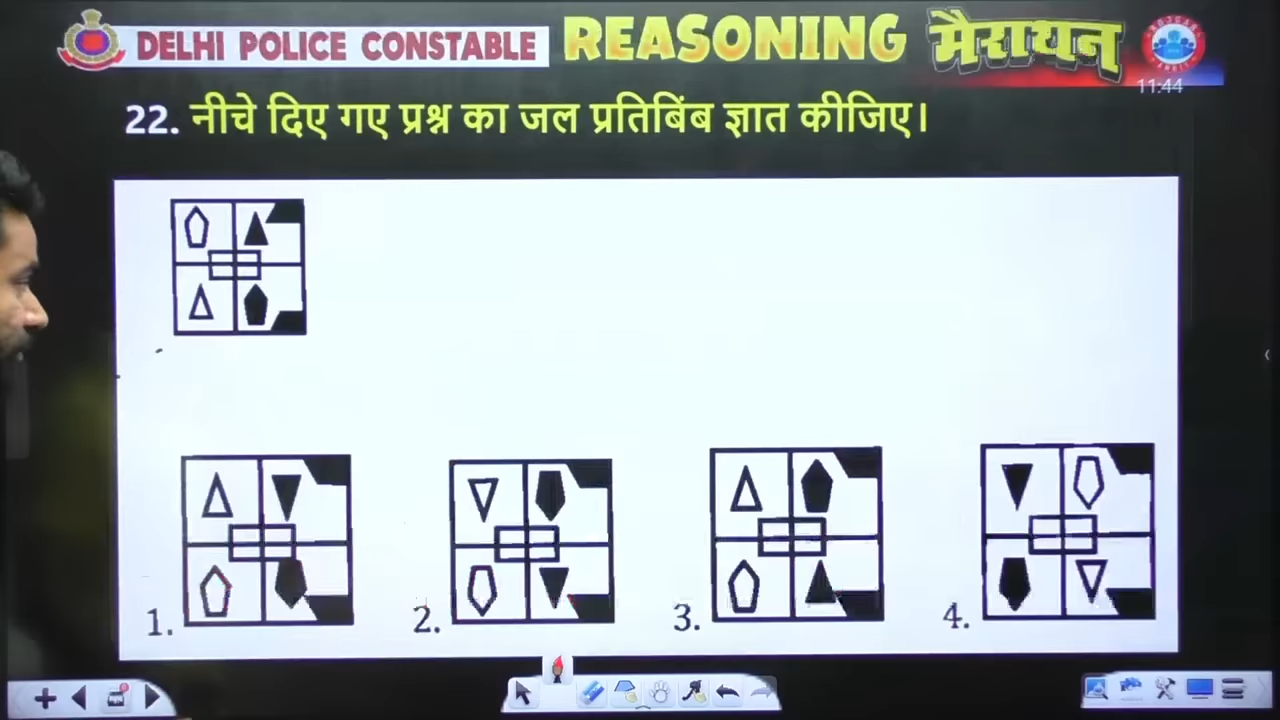 DELHI POLICE CONSTABLE REASONING मैराथन
11:44
22. नीचे दिए गए प्रश्न का जल प्रतिबिंब ज्ञात कीजिए।
1. 2. 3. 4.